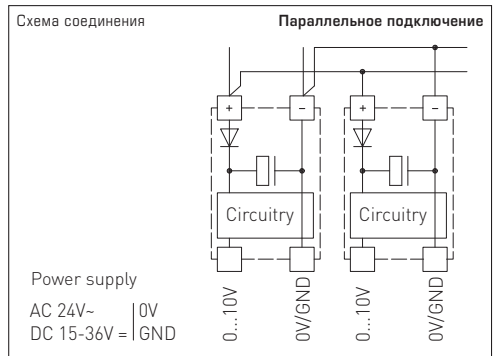 Схема соединения
Параллельное подключение
+ − + −
Circuitry Circuitry
Power supply
AC 24V~ 0V
DC 15-36V = GND
0...10V
0V/GND
0...10V
0V/GND